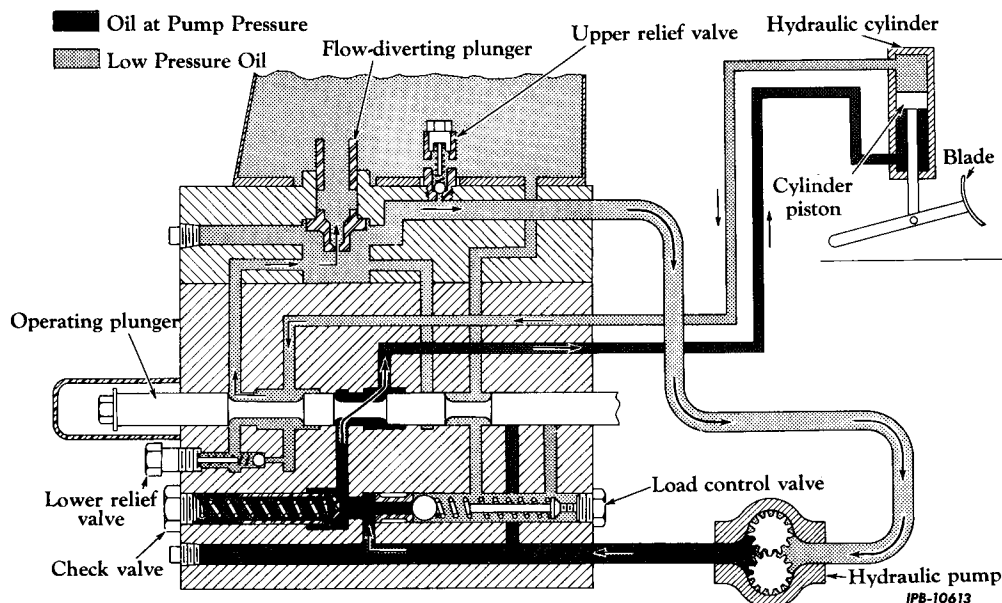 Oil at Pump Pressure
Low Pressure Oil
Flow-diverting plunger
Upper relief valve
Hydraulic cylinder
Blade
Cylinder
piston
Operating plunger
Lower relief
valve
Check valve
Load control valve
Hydraulic pump
IPB-10613